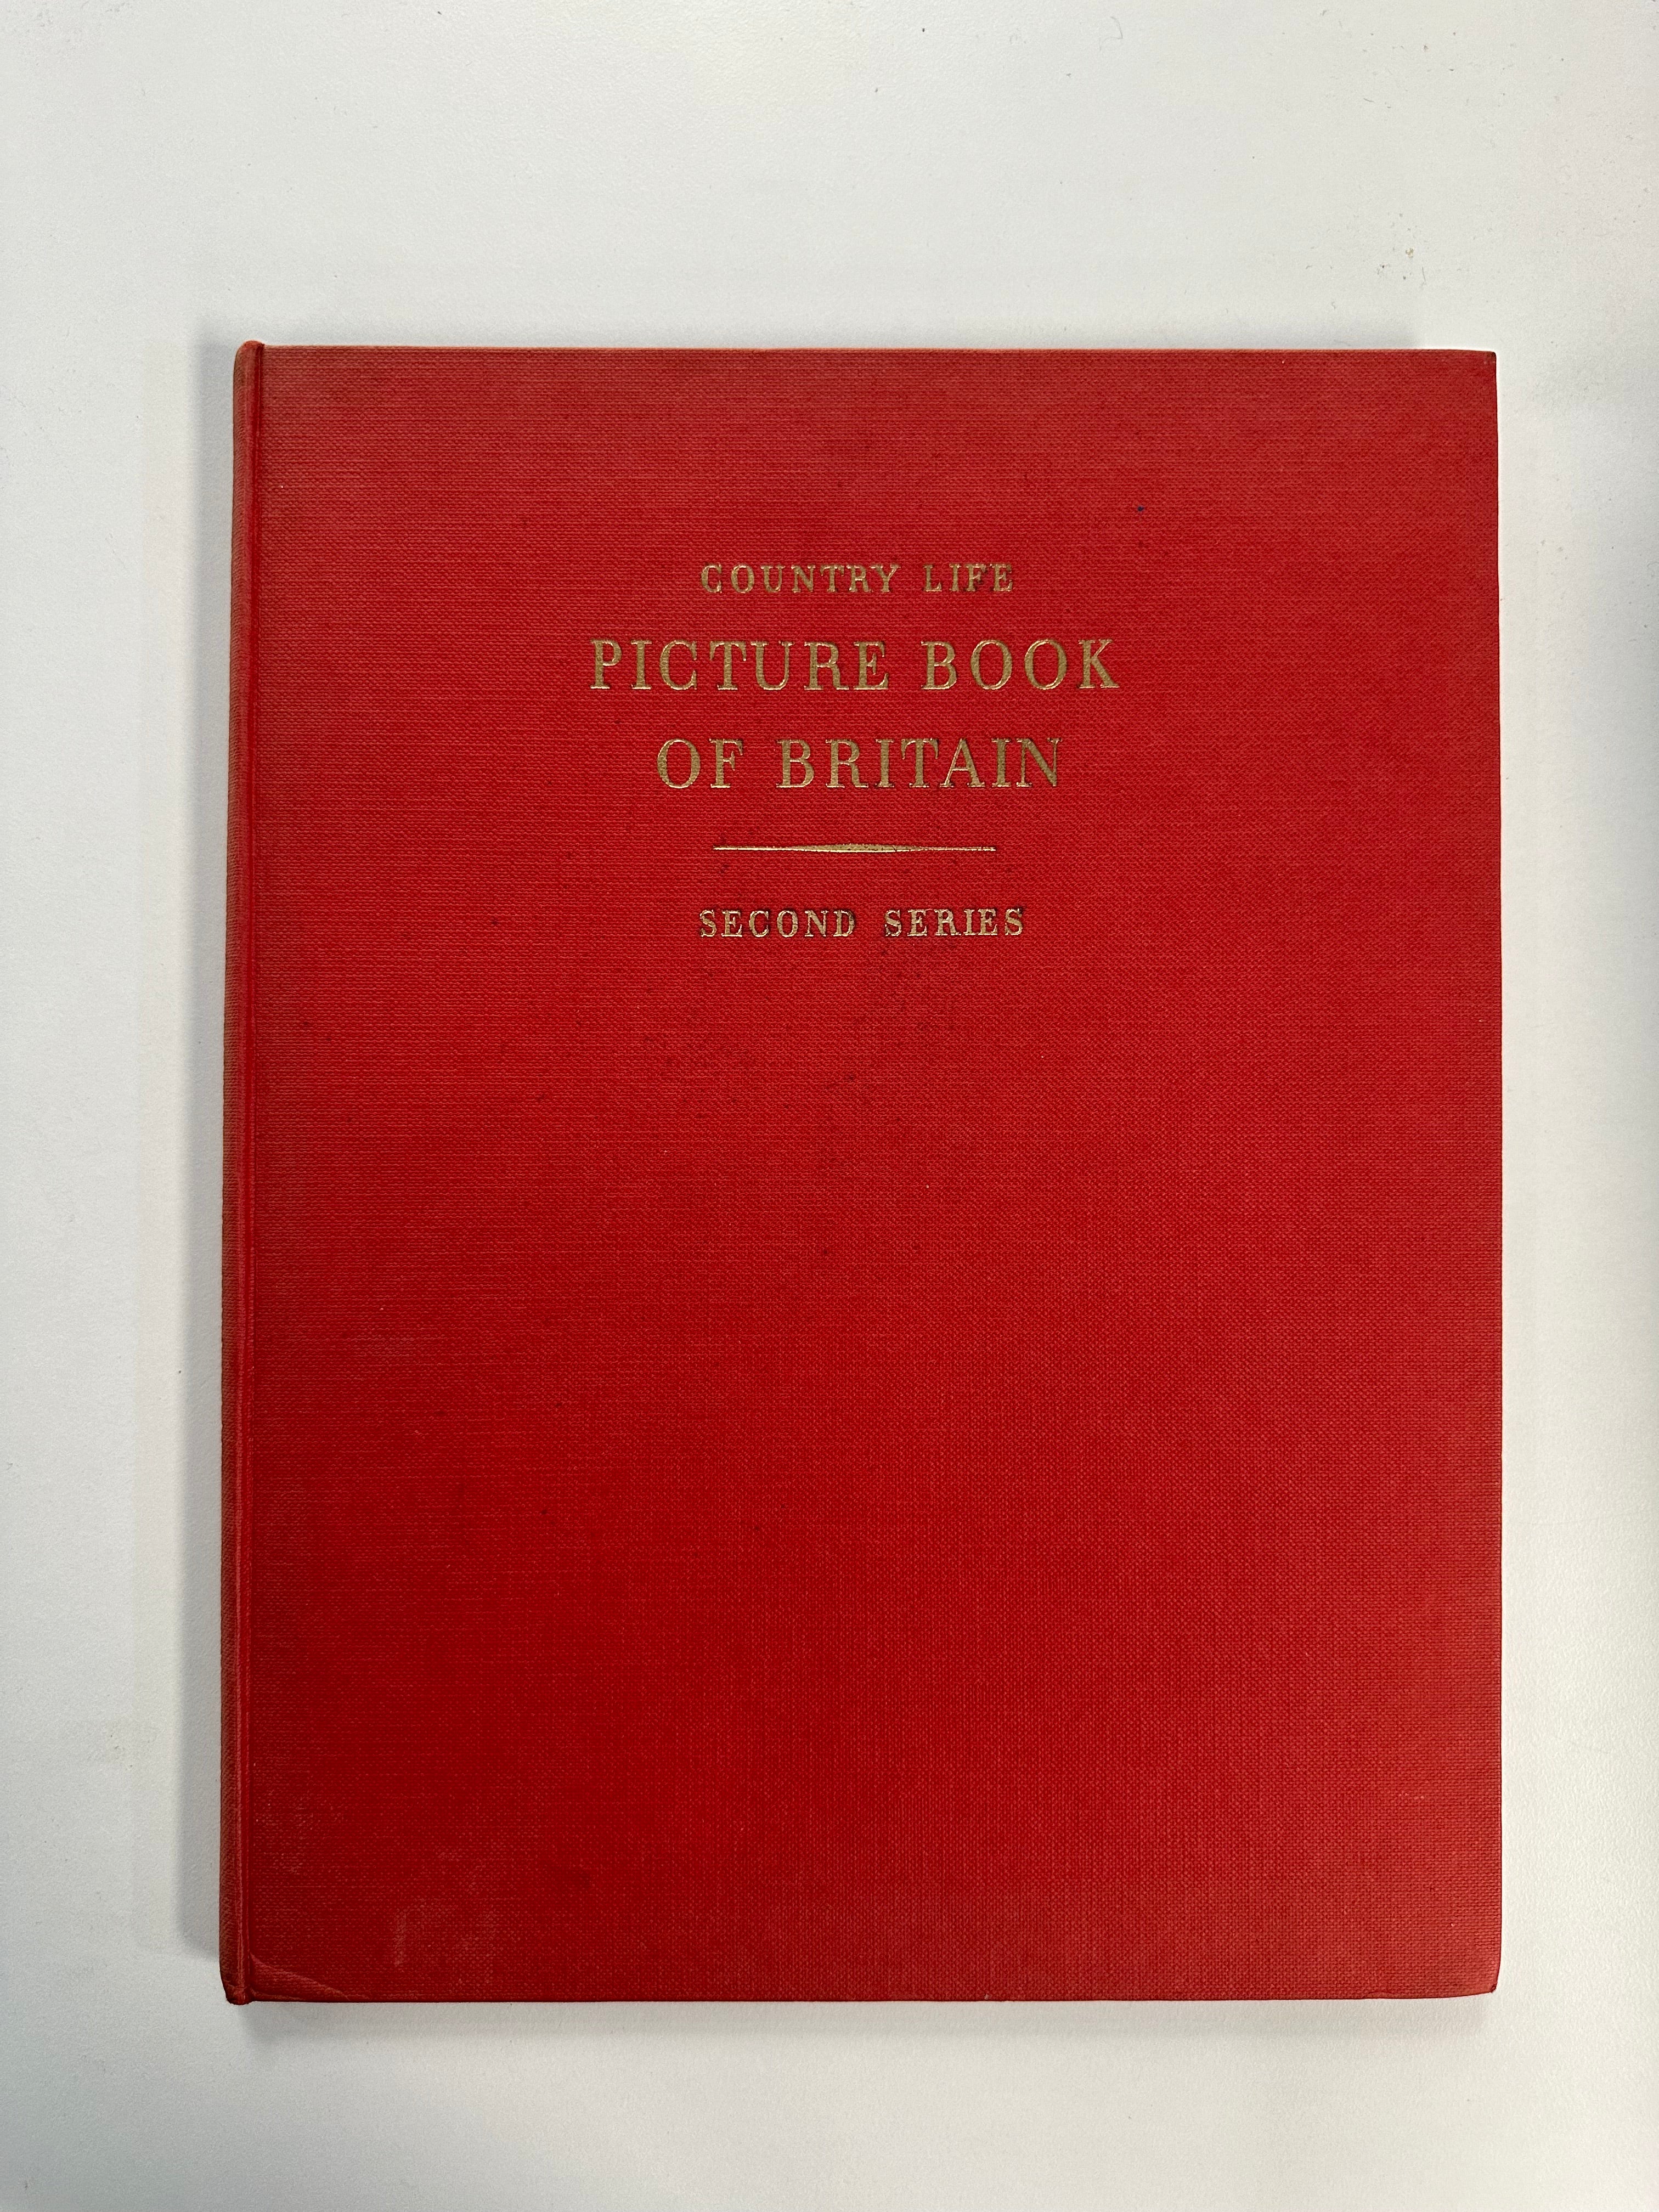 COUNTRY LIFE
PICTURE BOOK
OF BRITAIN
SECOND SERIES